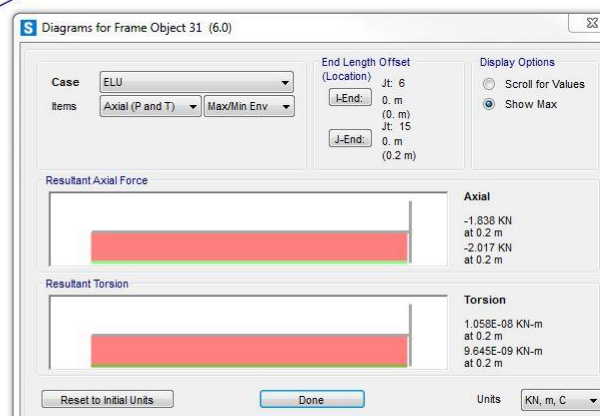 S Diagrams for Frame Object 31 (6.0)
Case ELU
Items Axial (P and T) Max/Min Env
End Length Offset
(Location)
Jt: 6
I-End: 0. m
(0. m)
Jt: 15
J-End: 0. m
(0.2 m)
Display Options
Scroll for Values
Show Max
Resultant Axial Force
Axial
-1.838 KN
at 0.2 m
-2.017 KN
at 0.2 m
Resultant Torsion
Torsion
1.058E-08 KN-m
at 0.2 m
9.645E-09 KN-m
at 0.2 m
Reset to Initial Units
Done
Units KN, m, C